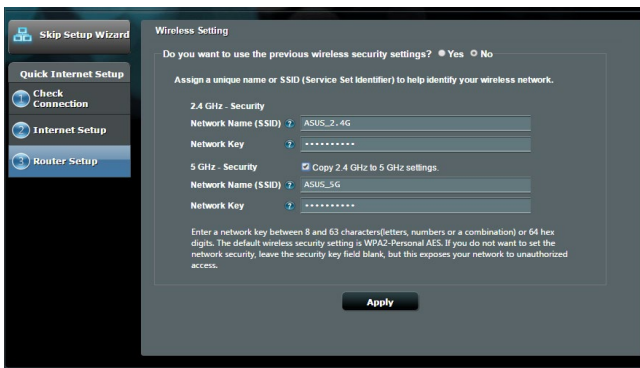 Skip Setup Wizard
Quick Internet Setup
1 Check
Connection
2 Internet Setup
3 Router Setup
Wireless Setting
Do you want to use the previous wireless security settings? Yes No
Assign a unique name or SSID (Service Set Identifier) to help identify your wireless network.
2.4 GHz - Security
Network Name (SSID) ? ASUS_2.4G
Network Key ? ••••••••••
5 GHz - Security Copy 2.4 GHz to 5 GHz settings.
Network Name (SSID) ? ASUS_5G
Network Key ? ••••••••••
Enter a network key between 8 and 63 characters(letters, numbers or a combination) or 64 hex
digits. The default wireless security setting is WPA2-Personal AES. If you do not want to set the
network security, leave the security key field blank, but this exposes your network to unauthorized
access.
Apply